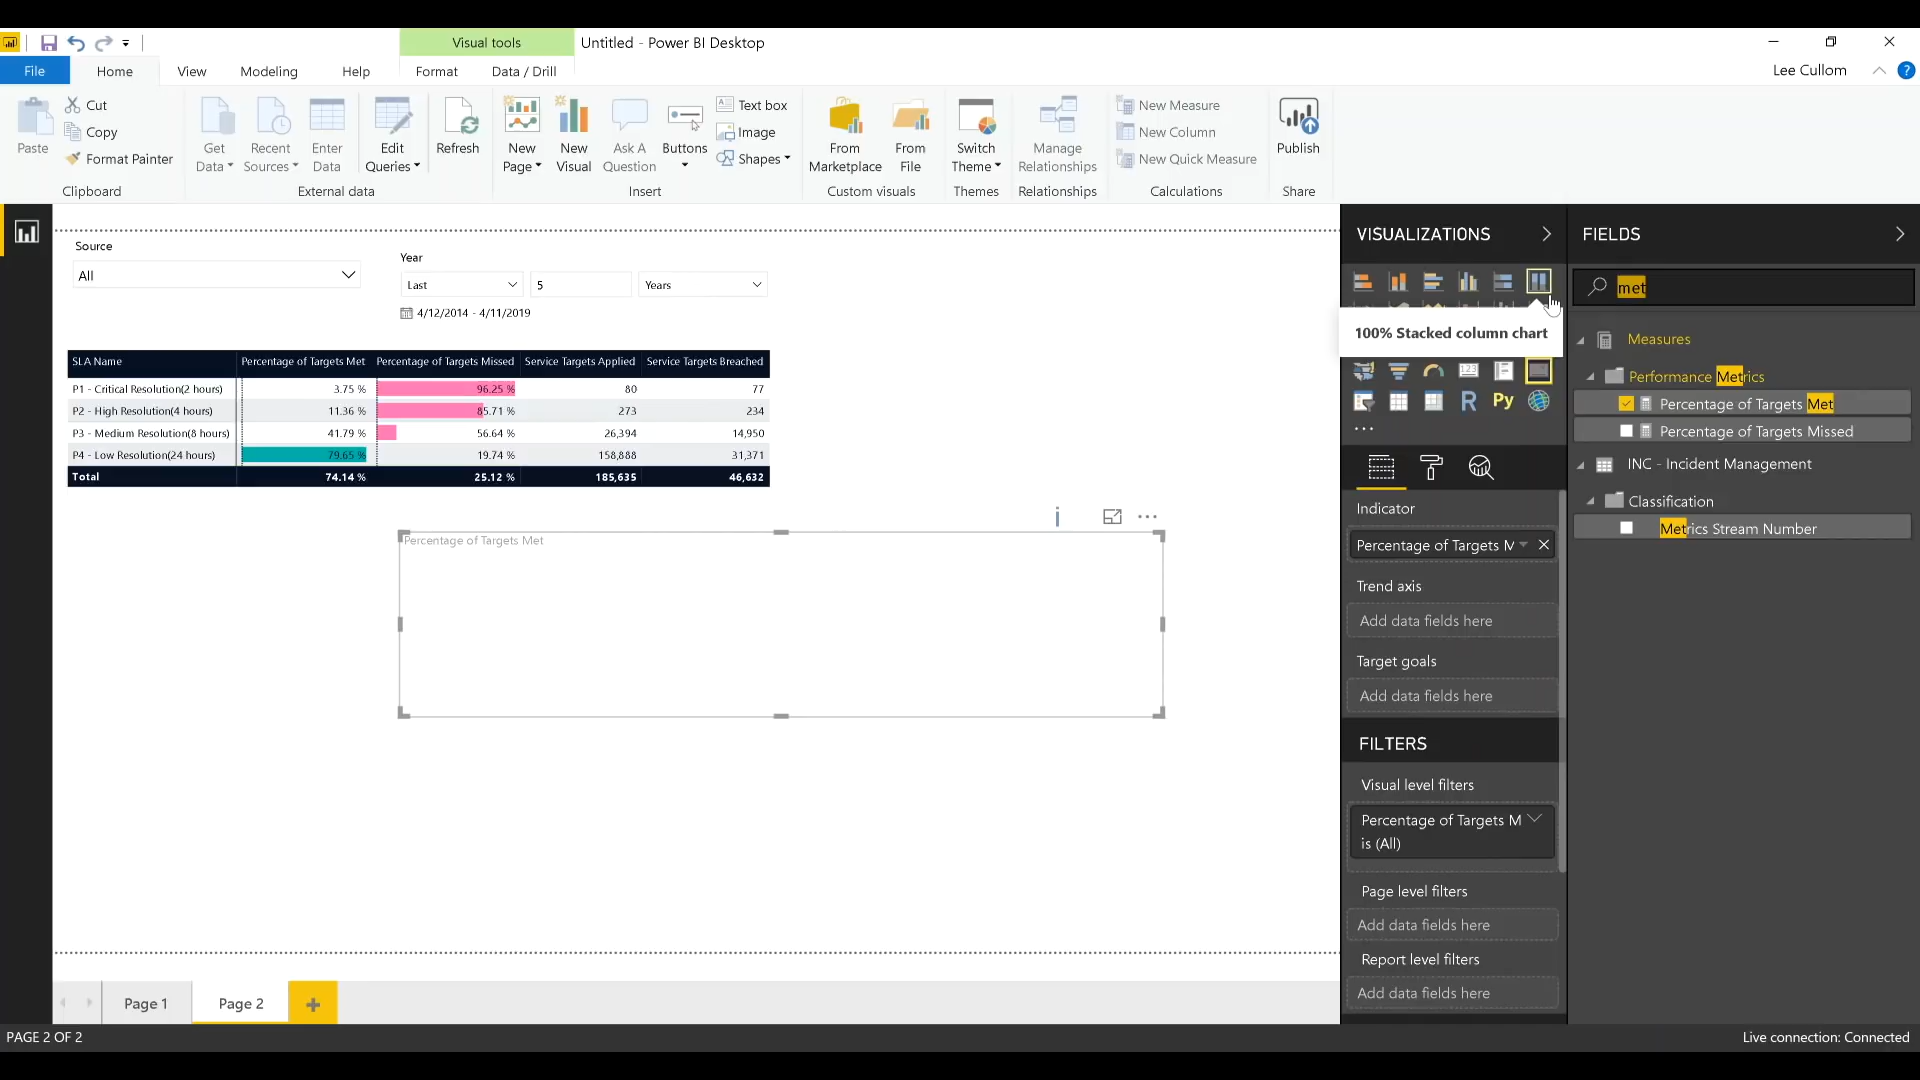 Visual tools
Untitled - Power BI Desktop
File
Home
View
Modeling
Help
Format
Data / Drill
Lee Cullom
?
Paste
Cut
Copy
Format Painter
Clipboard
Get Data
Recent Sources
Enter Data
Edit Queries
Refresh
External data
New Page
New Visual
Ask A Question
Buttons
Text box
Image
Shapes
Insert
From Marketplace
From File
Custom visuals
Switch Theme
Themes
Manage Relationships
Relationships
New Measure
New Column
New Quick Measure
Calculations
Publish
Share
Source
All
Year
Last
5
Years
4/12/2014 - 4/11/2019
SLA Name Percentage of Targets Met Percentage of Targets Missed Service Targets Applied Service Targets Breached
P1 - Critical Resolution(2 hours) 3.75 % 96.25 % 80 77
P2 - High Resolution(4 hours) 11.36 % 85.71 % 273 234
P3 - Medium Resolution(8 hours) 41.79 % 56.64 % 26,394 14,950
P4 - Low Resolution(24 hours) 79.65 % 19.74 % 158,888 31,371
Total 74.14 % 25.12 % 185,635 46,632
Percentage of Targets Met
VISUALIZATIONS
100% Stacked column chart
123
R
Py
Indicator
Percentage of Targets M
Trend axis
Add data fields here
Target goals
Add data fields here
FILTERS
Visual level filters
Percentage of Targets M
is (All)
Page level filters
Add data fields here
Report level filters
Add data fields here
FIELDS
met
Measures
Performance Metrics
Percentage of Targets Met
Percentage of Targets Missed
INC - Incident Management
Classification
Metrics Stream Number
Page 1
Page 2
PAGE 2 OF 2
Live connection: Connected